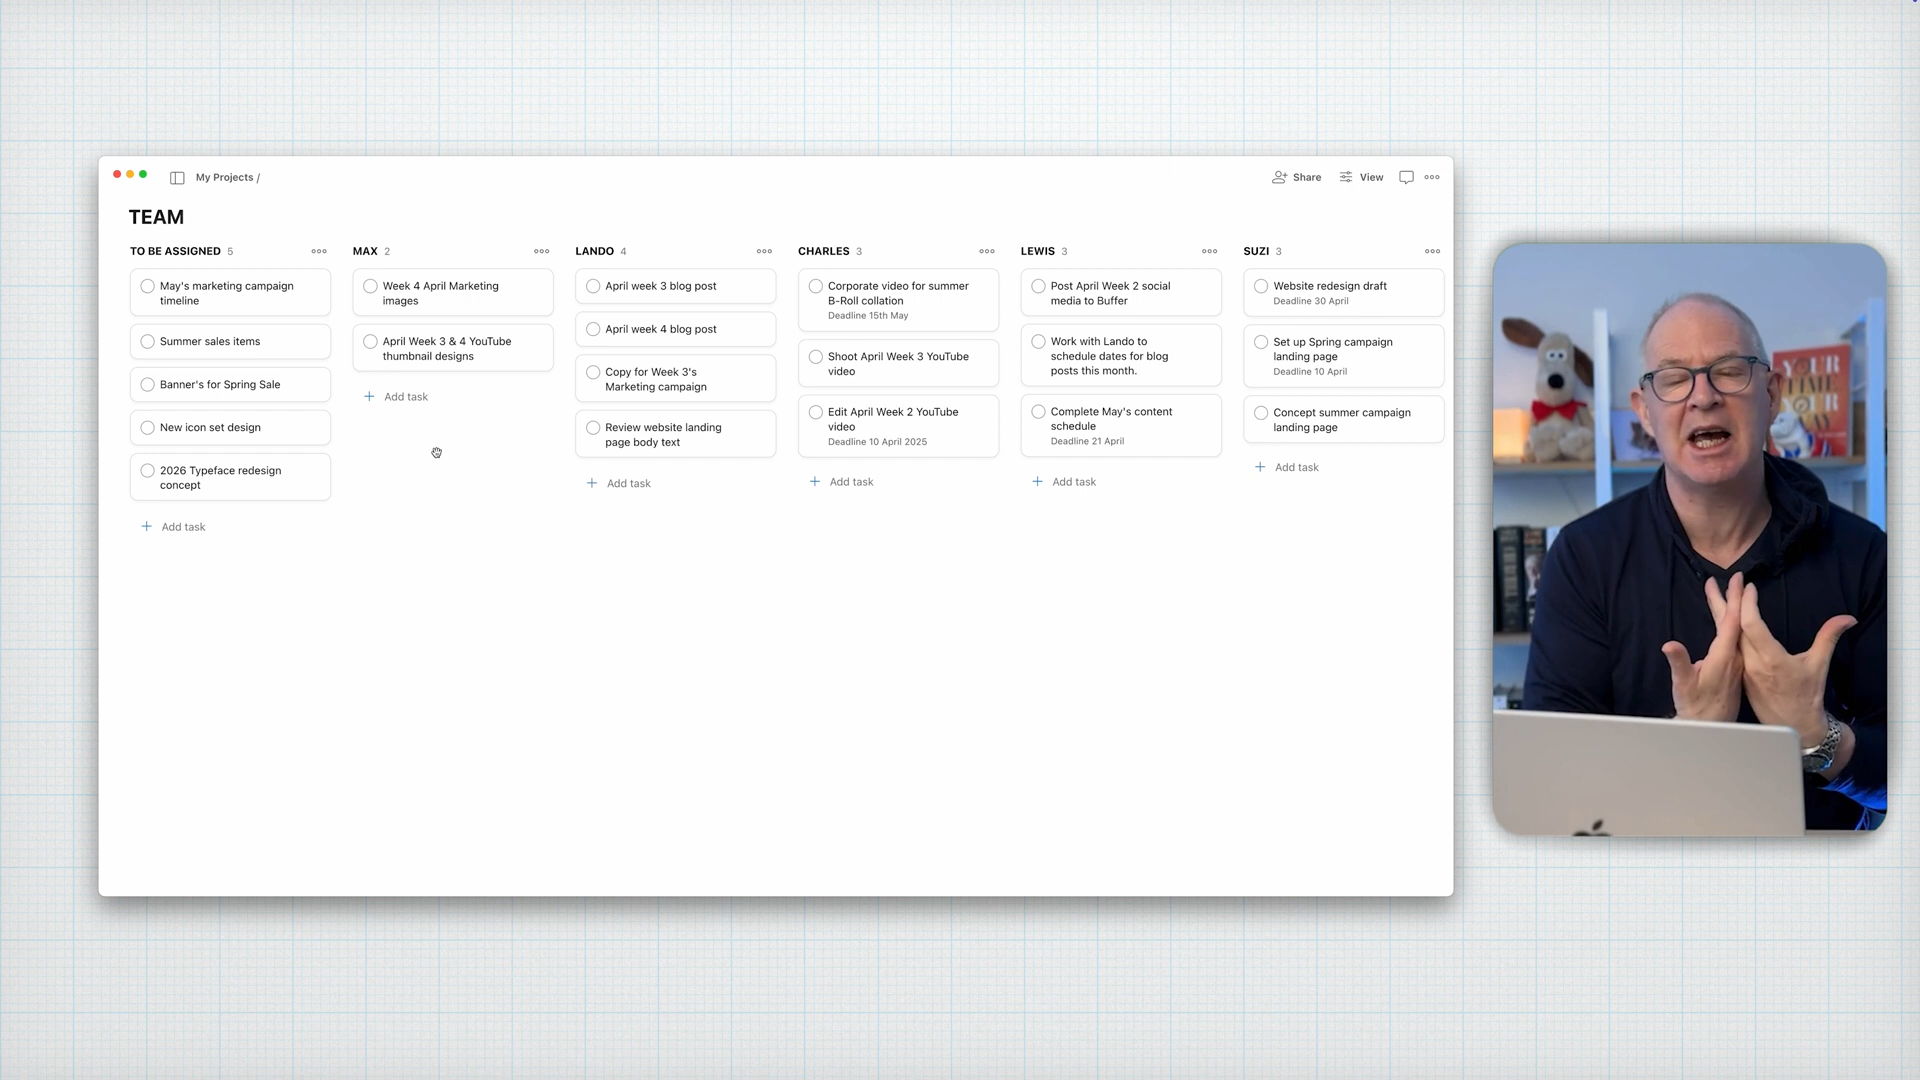 My Projects /
Share
View
TEAM
TO BE ASSIGNED 5
May's marketing campaign
timeline
Summer sales items
Banner's for Spring Sale
New icon set design
2026 Typeface redesign
concept
Add task
MAX 2
Week 4 April Marketing
images
April Week 3 & 4 YouTube
thumbnail designs
Add task
LANDO 4
April week 3 blog post
April week 4 blog post
Copy for Week 3's
Marketing campaign
Review website landing
page body text
Add task
CHARLES 3
Corporate video for summer
B-Roll collation
Deadline 15th May
Shoot April Week 3 YouTube
video
Edit April Week 2 YouTube
video
Deadline 10 April 2025
Add task
LEWIS 3
Post April Week 2 social
media to Buffer
Work with Lando to
schedule dates for blog
posts this month.
Complete May's content
schedule
Deadline 21 April
Add task
SUZI 3
Website redesign draft
Deadline 30 April
Set up Spring campaign
landing page
Deadline 10 April
Concept summer campaign
landing page
Add task
YOUR
TIME
YOUR
WAY